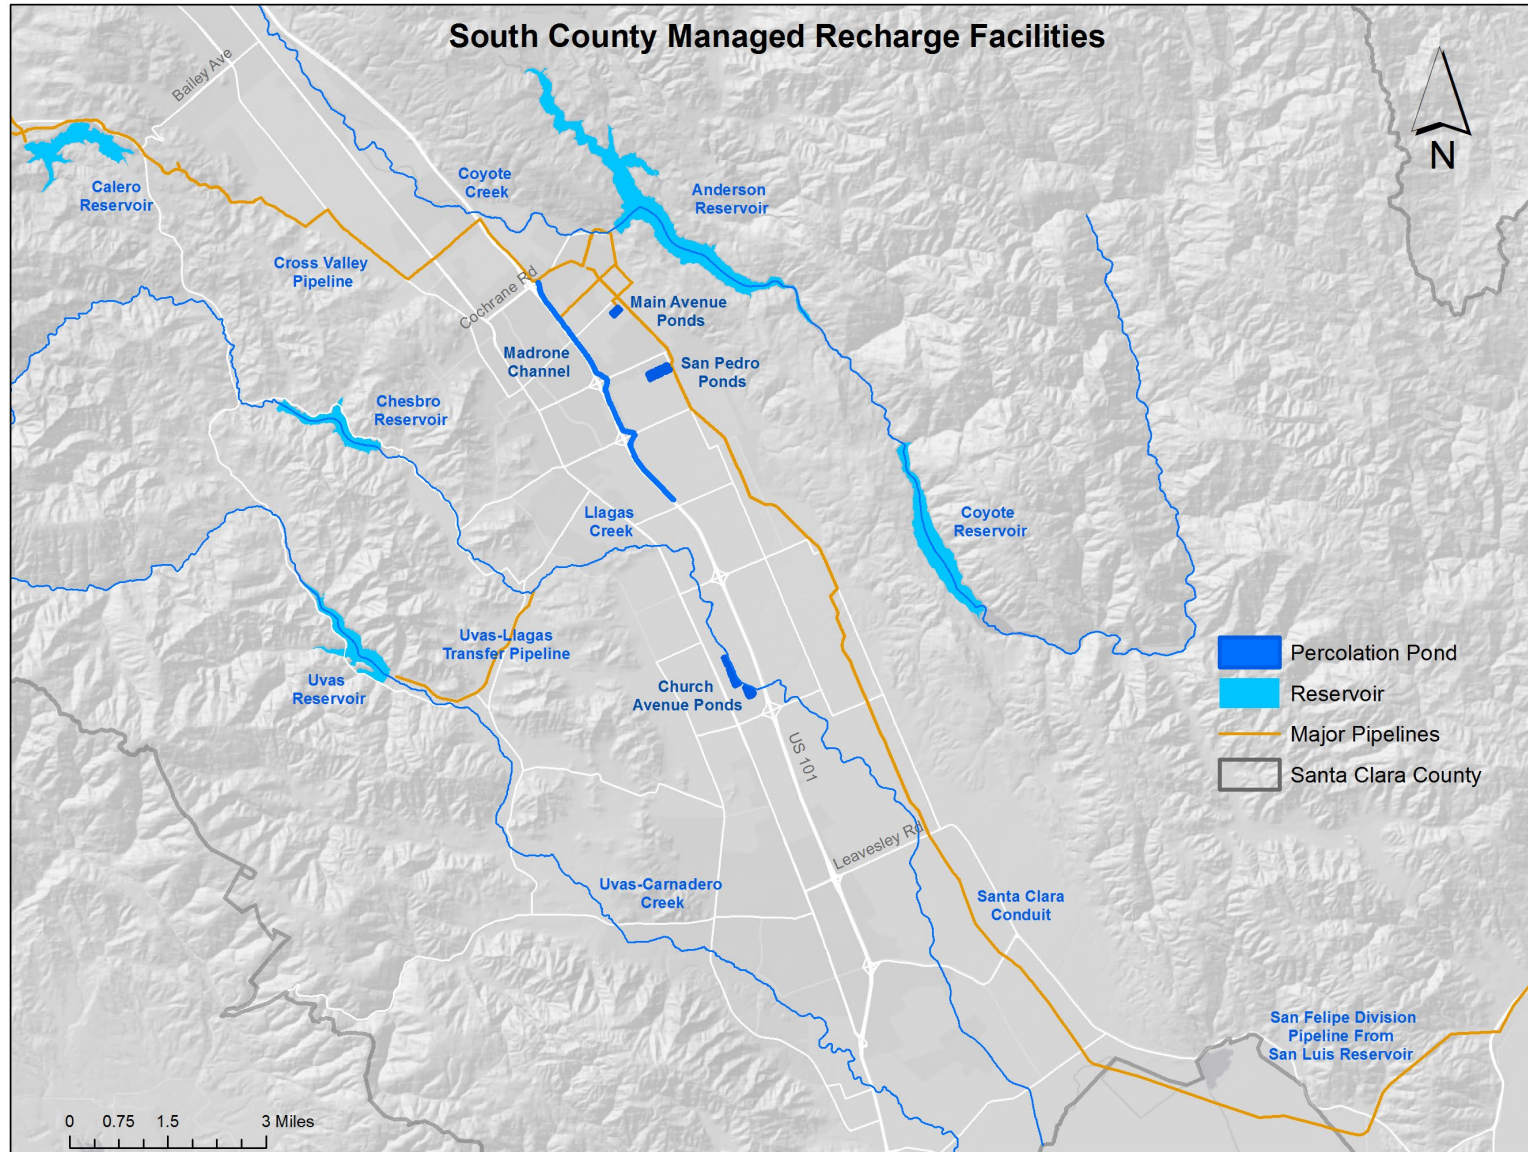 South County Managed Recharge Facilities
Bailey Ave
N
Calero
Reservoir
Coyote
Creek
Anderson
Reservoir
Cross Valley
Pipeline
Cochrane Rd
Main Avenue
Ponds
Madrone
Channel
San Pedro
Ponds
Chesbro
Reservoir
Llagas
Creek
Coyote
Reservoir
Uvas-Llagas
Transfer Pipeline
Uvas
Reservoir
Church
Avenue Ponds
US 101
Percolation Pond
Reservoir
Major Pipelines
Santa Clara County
Leavesley Rd
Uvas-Carnadero
Creek
Santa Clara
Conduit
San Felipe Division
Pipeline From
San Luis Reservoir
0 0.75 1.5 3 Miles